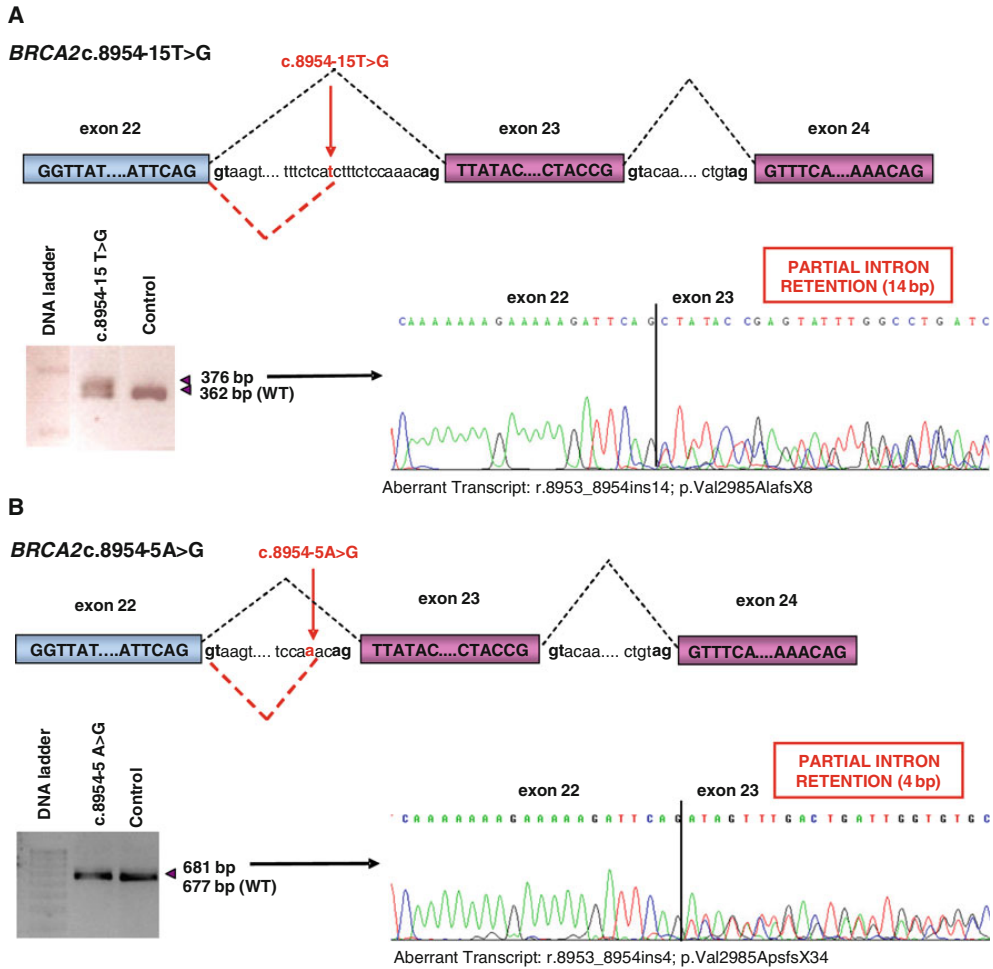 A
BRCA2 c.8954-15T>G
c.8954-15T>G
exon 22
exon 23
exon 24
GGTTAT....ATTCAG
gtaagt.... tttctcatctttctccaaacag
TTATAC....CTACCG
gtacaa.... ctgtag
GTTTCA....AAACAG
DNA ladder
c.8954-15 T>G
Control
376 bp
362 bp (WT)
PARTIAL INTRON
RETENTION (14 bp)
exon 22
exon 23
CAAAAAAAGAAAAAGATTCAGCTATACCGAGTATTTGGCCTGATC
Aberrant Transcript: r.8953_8954ins14; p.Val2985AlafsX8
B
BRCA2 c.8954-5A>G
c.8954-5A>G
exon 22
exon 23
exon 24
GGTTAT....ATTCAG
gtaagt.... tccaaacag
TTATAC....CTACCG
gtacaa.... ctgtag
GTTTCA....AAACAG
DNA ladder
c.8954-5 A>G
Control
681 bp
677 bp (WT)
PARTIAL INTRON
RETENTION (4 bp)
exon 22
exon 23
CAAAAAAAGAAAAAGATTCAGATAGTTTGACTGATTGGTGTGC
Aberrant Transcript: r.8953_8954ins4; p.Val2985ApsfsX34